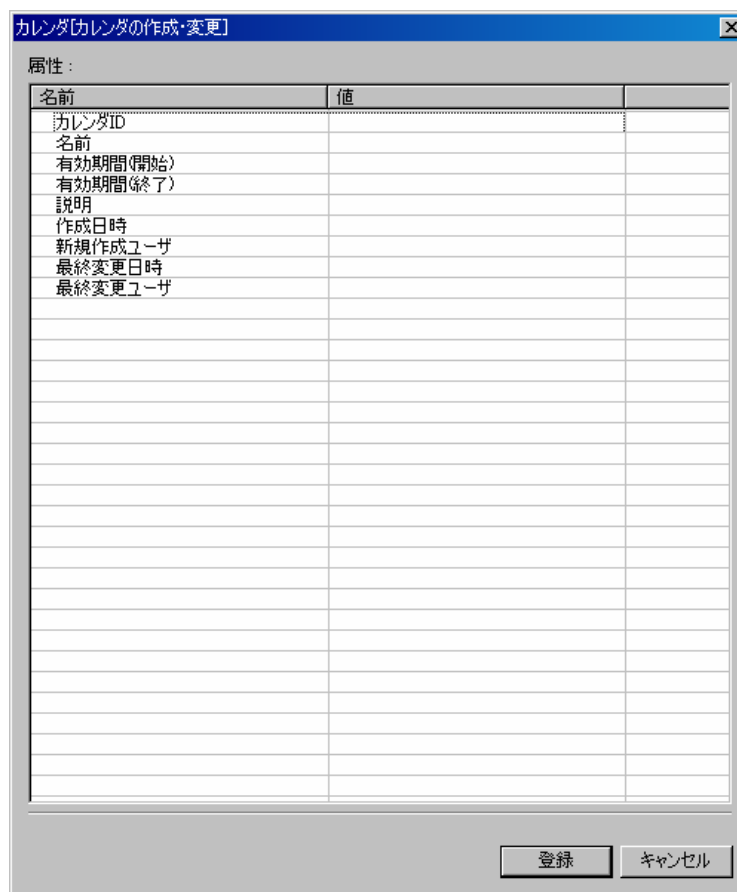 カレンダ[カレンダの作成・変更]
属性：
名前 値
カレンダID
名前
有効期間(開始)
有効期間(終了)
説明
作成日時
新規作成ユーザ
最終変更日時
最終変更ユーザ
登録 キャンセル